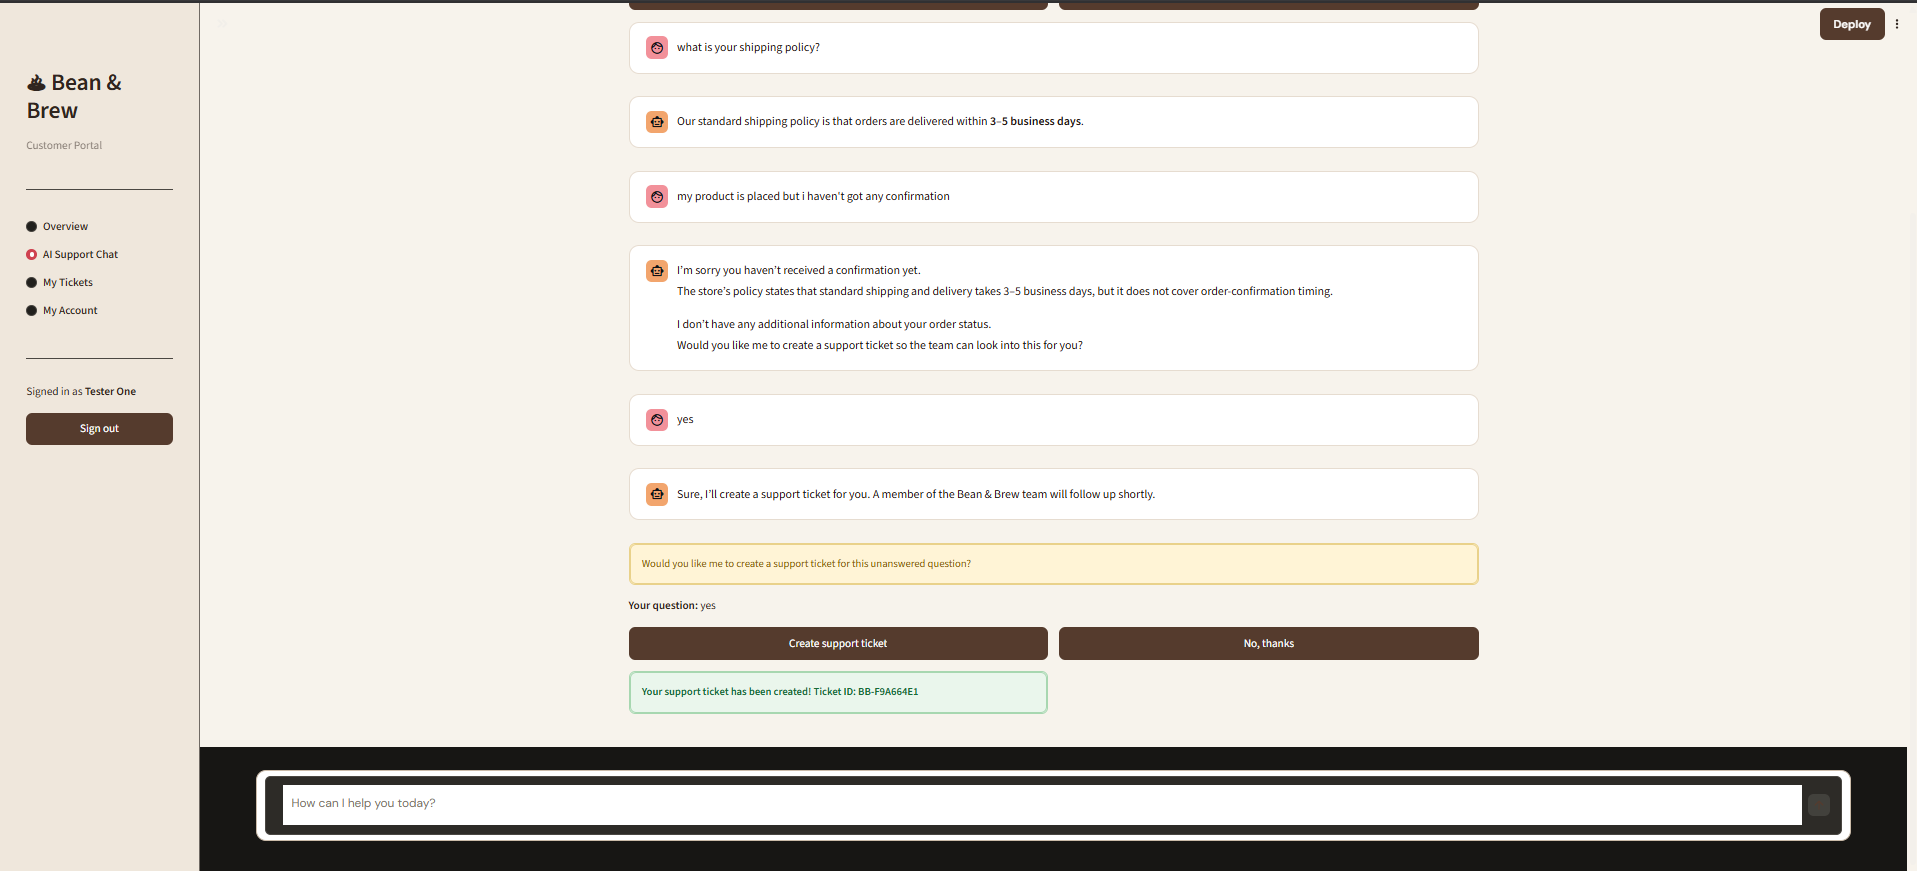 Deploy
Bean &
Brew
Customer Portal
Overview
AI Support Chat
My Tickets
My Account
Signed in as Tester One
Sign out
what is your shipping policy?
Our standard shipping policy is that orders are delivered within 3–5 business days.
my product is placed but i haven't got any confirmation
I'm sorry you haven't received a confirmation yet.
The store's policy states that standard shipping and delivery takes 3–5 business days, but it does not cover order-confirmation timing.
I don't have any additional information about your order status.
Would you like me to create a support ticket so the team can look into this for you?
yes
Sure, I'll create a support ticket for you. A member of the Bean & Brew team will follow up shortly.
Would you like me to create a support ticket for this unanswered question?
Your question: yes
Create support ticket
No, thanks
Your support ticket has been created! Ticket ID: BB-F9A664E1
How can I help you today?